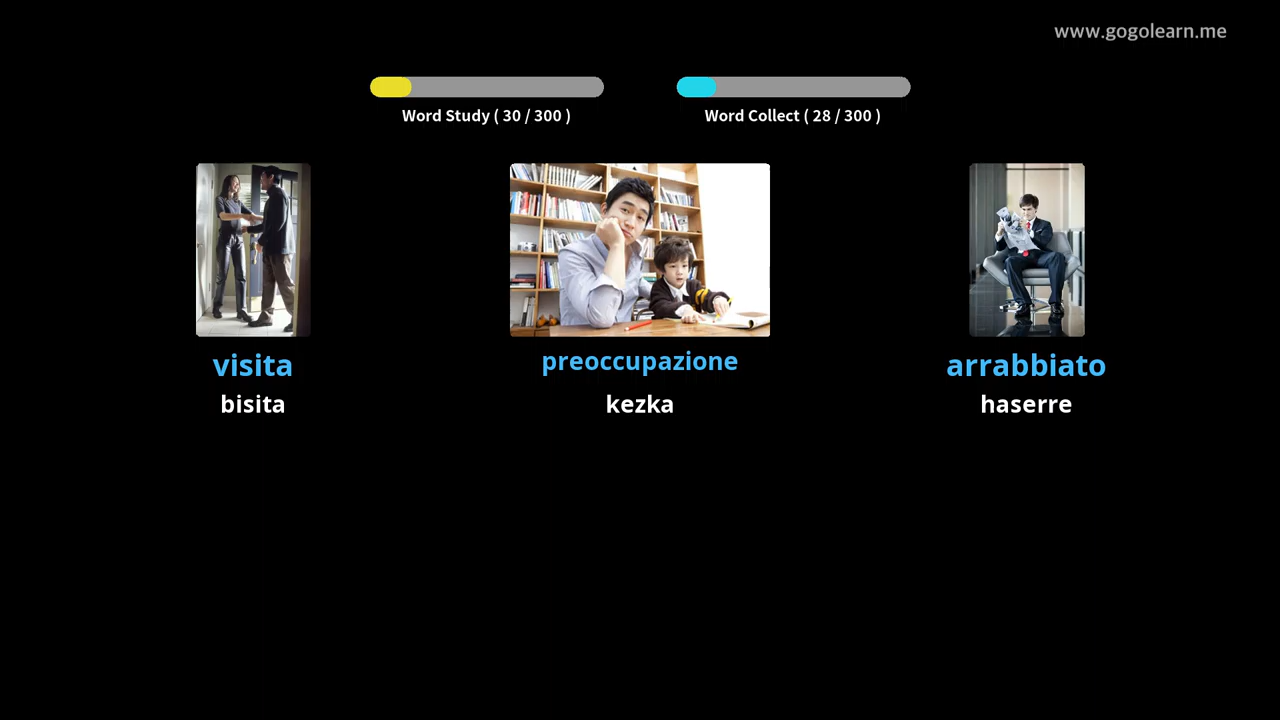 www.gogolearn.me
Word Study ( 30 / 300 )
Word Collect ( 28 / 300 )
visita
bisita
preoccupazione
kezka
arrabbiato
haserre